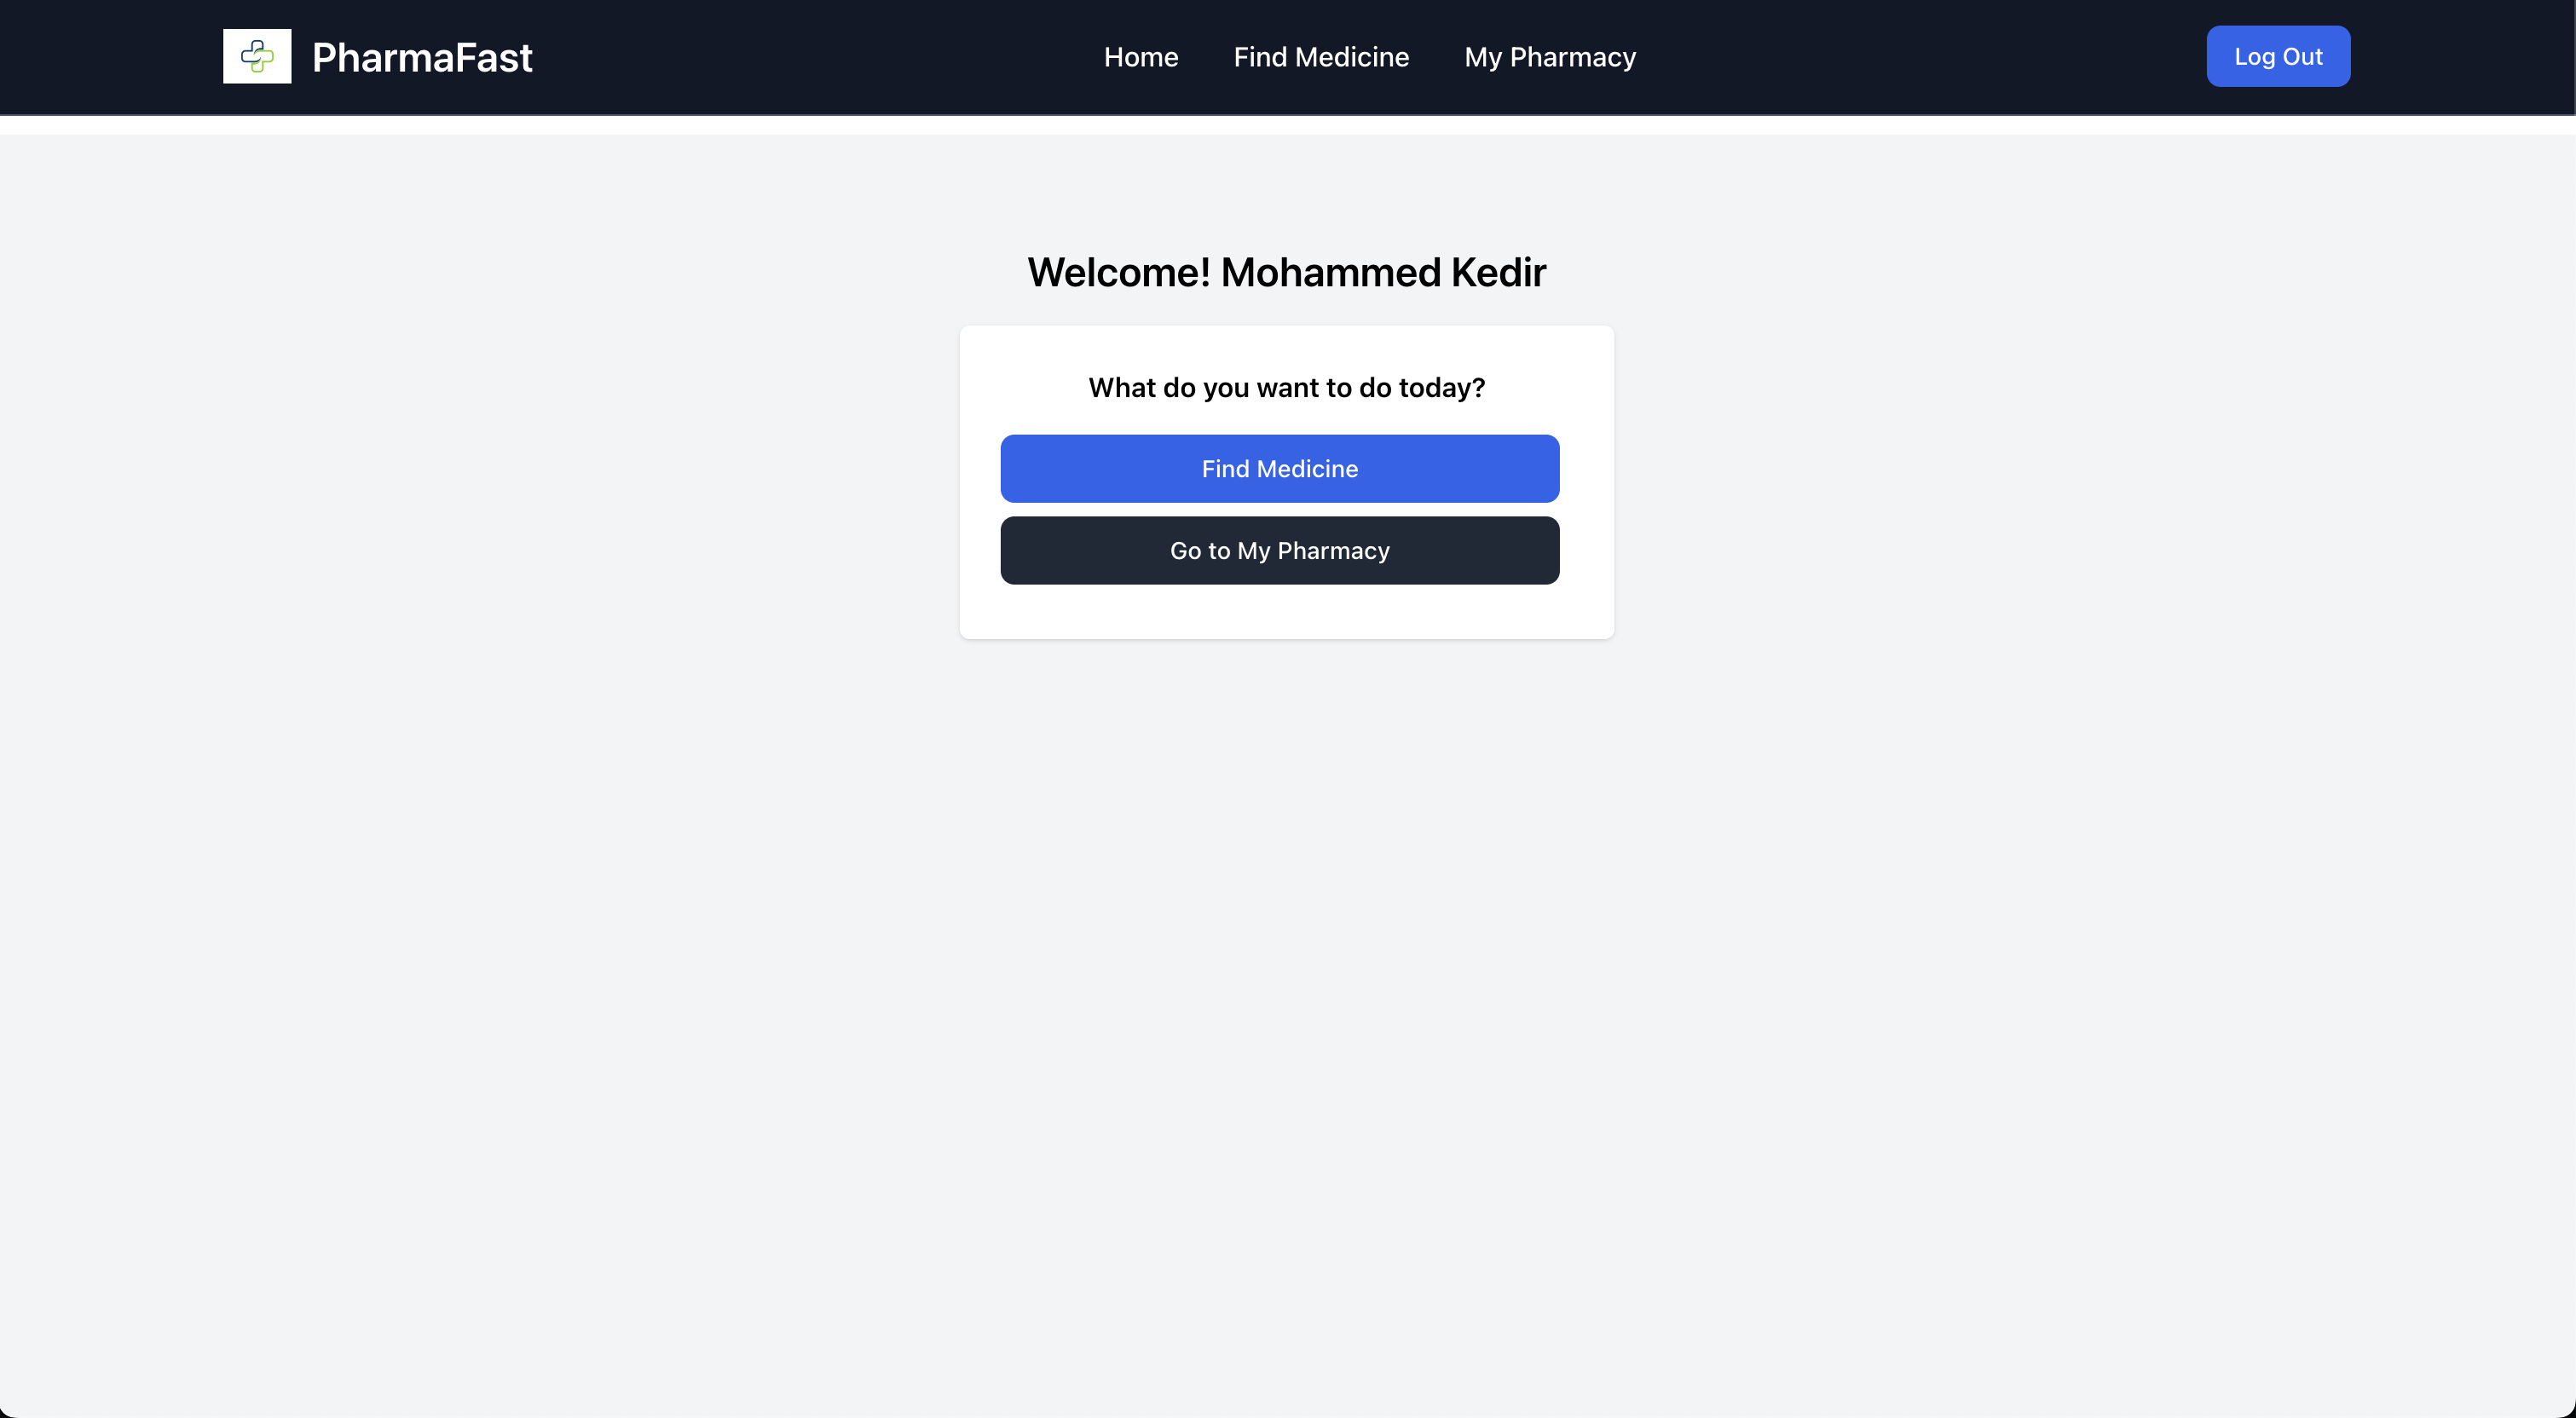 PharmaFast
Home Find Medicine My Pharmacy
Log Out
Welcome! Mohammed Kedir
What do you want to do today?
Find Medicine
Go to My Pharmacy